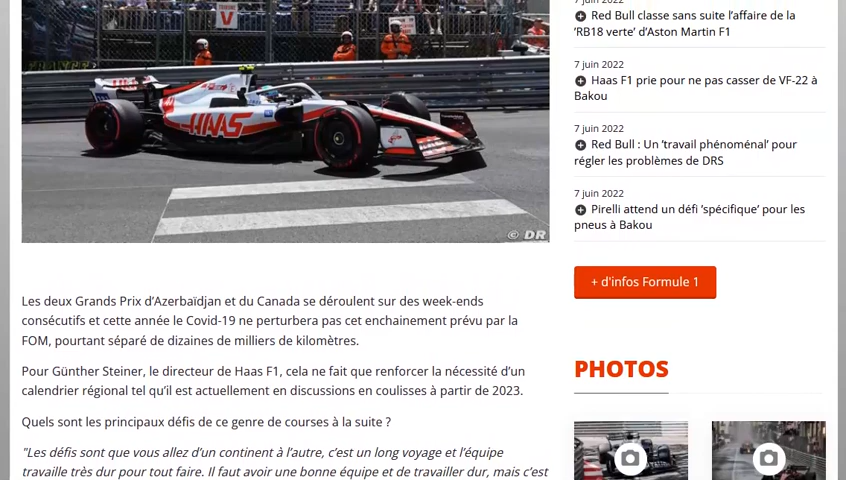 V
HAAS
© DR
Les deux Grands Prix d’Azerbaïdjan et du Canada se déroulent sur des week-ends
consécutifs et cette année le Covid-19 ne perturbera pas cet enchainement prévu par la
FOM, pourtant séparé de dizaines de milliers de kilomètres.
Pour Günther Steiner, le directeur de Haas F1, cela ne fait que renforcer la nécessité d’un
calendrier régional tel qu’il est actuellement en discussions en coulisses à partir de 2023.
Quels sont les principaux défis de ce genre de courses à la suite ?
"Les défis sont que vous allez d’un continent à l’autre, c’est un long voyage et l’équipe
travaille très dur pour tout faire. Il faut avoir une bonne équipe et de travailler dur, mais c’est
7 juin 2022
Red Bull classe sans suite l’affaire de la
‘RB18 verte’ d’Aston Martin F1
7 juin 2022
Haas F1 prie pour ne pas casser de VF-22 à
Bakou
7 juin 2022
Red Bull : Un ‘travail phénoménal’ pour
régler les problèmes de DRS
7 juin 2022
Pirelli attend un défi ‘spécifique’ pour les
pneus à Bakou
+ d'infos Formule 1
PHOTOS